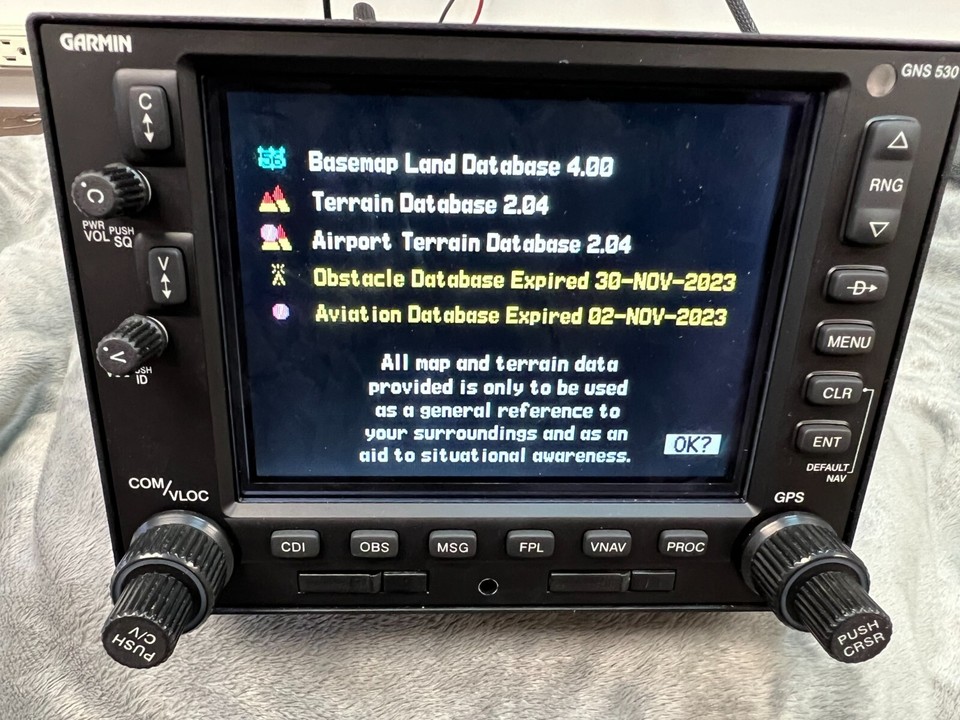 GARMIN
GNS 530
C
56
Basemap Land Database 4.00
Terrain Database 2.04
Airport Terrain Database 2.04
Obstacle Database Expired 30-NOV-2023
Aviation Database Expired 02-NOV-2023
All map and terrain data
provided is only to be used
as a general reference to
your surroundings and as an
aid to situational awareness.
OK?
C
PWR PUSH
VOL SQ
V
V
ID
RNG
D
MENU
CLR
ENT
DEFAULT
NAV
COM/VLOC
GPS
CDI
OBS
MSG
FPL
VNAV
PROC
PUSH
C/V
PUSH
CRSR